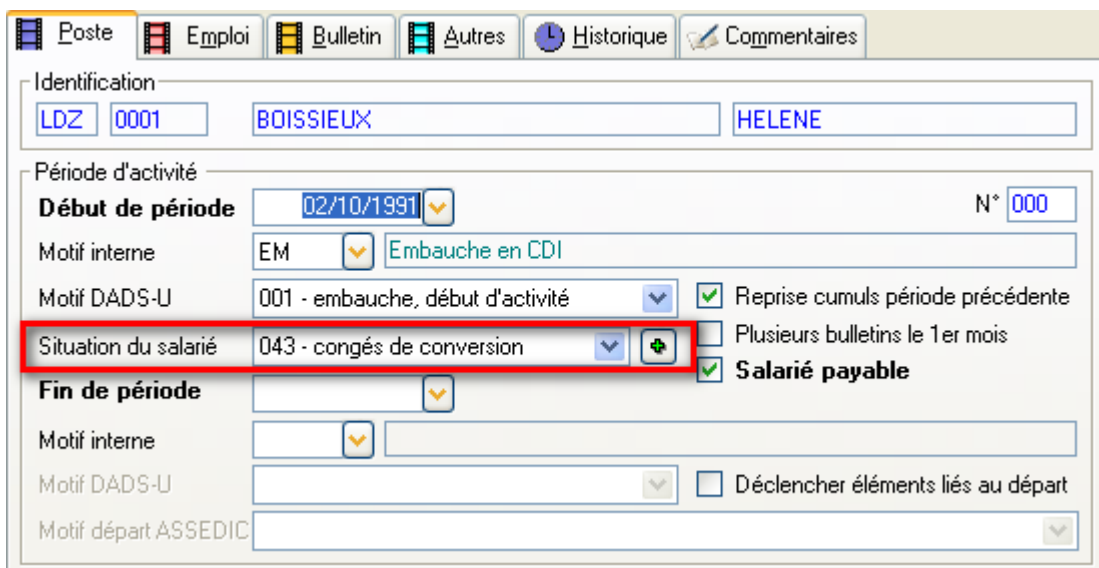 Poste Emploi Bulletin Autres Historique Commentaires
Identification
LDZ 0001 BOISSIEUX HELENE
Période d'activité
Début de période 02/10/1991 N° 000
Motif interne EM Embauche en CDI
Motif DADS-U 001 - embauche, début d'activité Reprise cumuls période précédente
Plusieurs bulletins le 1er mois
Situation du salarié 043 - congés de conversion
Salarié payable
Fin de période
Motif interne
Motif DADS-U Déclencher éléments liés au départ
Motif départ ASSEDIC